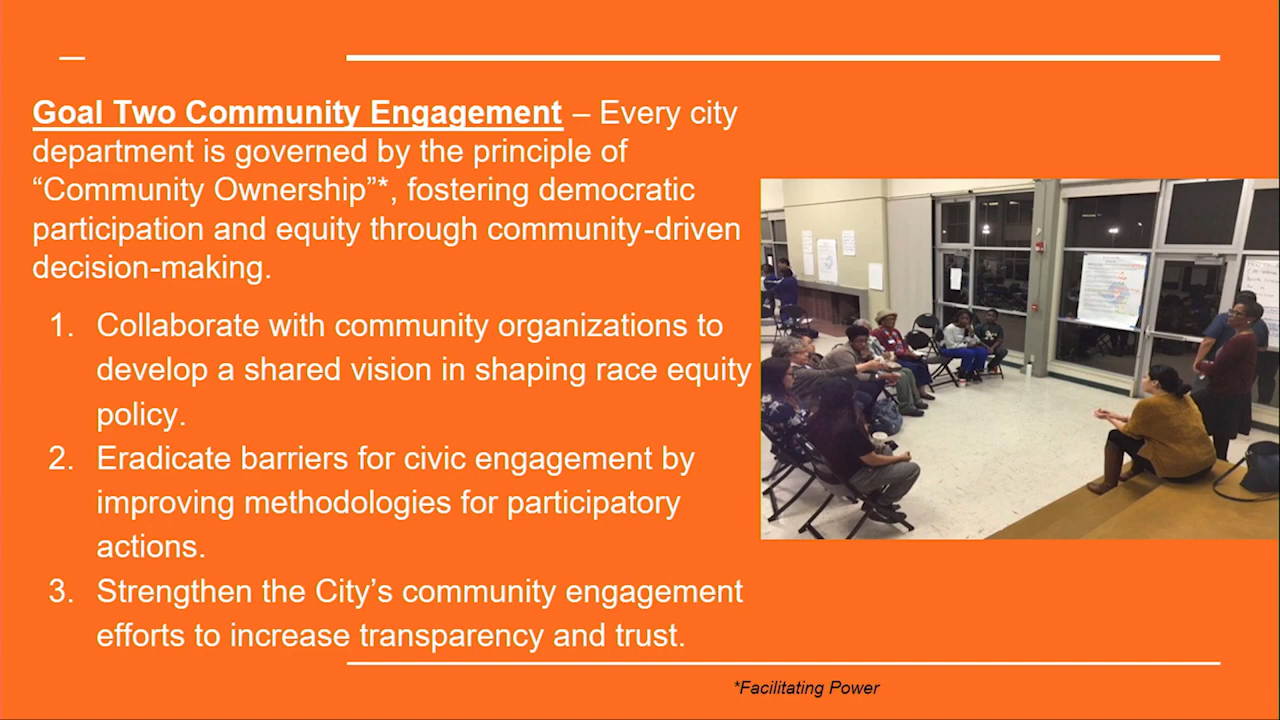 Goal Two Community Engagement – Every city
department is governed by the principle of
“Community Ownership”*, fostering democratic
participation and equity through community-driven
decision-making.
1. Collaborate with community organizations to
develop a shared vision in shaping race equity
policy.
2. Eradicate barriers for civic engagement by
improving methodologies for participatory
actions.
3. Strengthen the City’s community engagement
efforts to increase transparency and trust.
*Facilitating Power